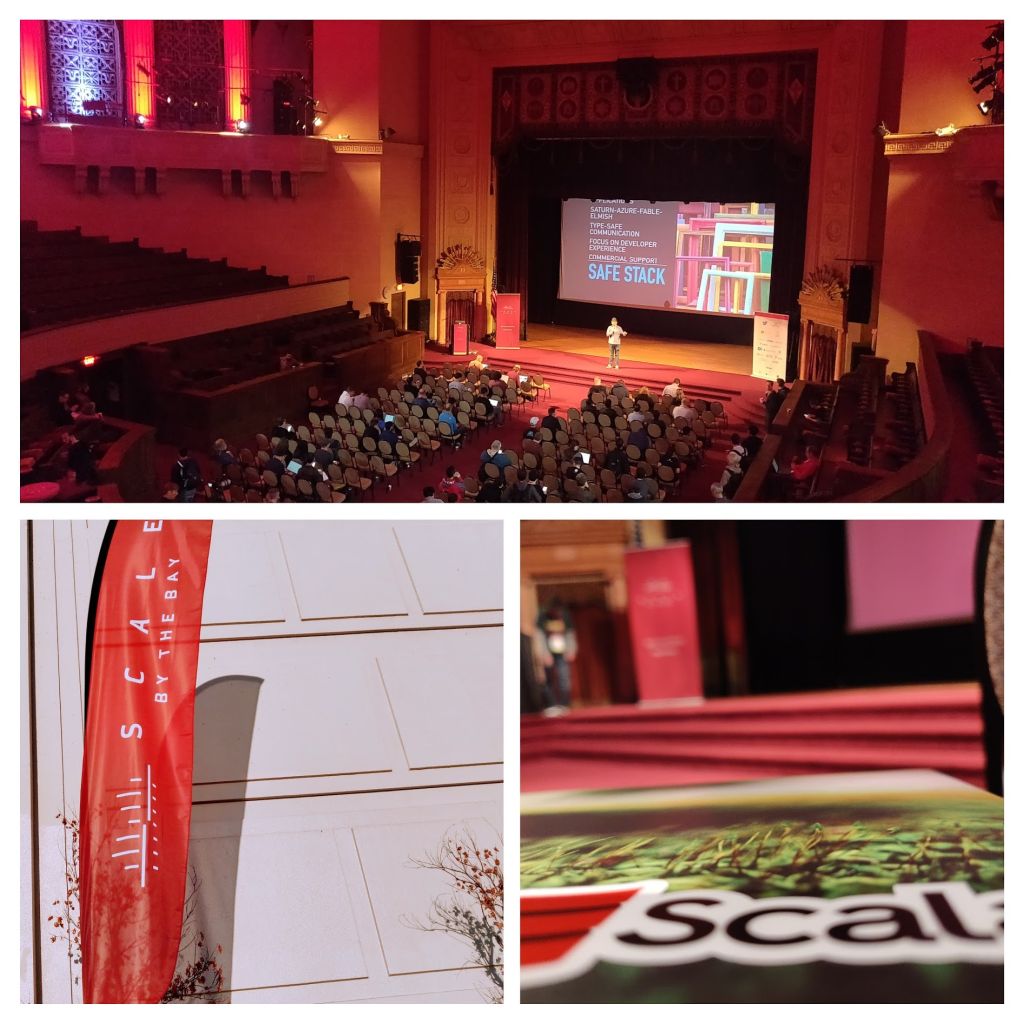 SATURN-AZURE-FABLE-
ELMISH
TYPE-SAFE
COMMUNICATION
FOCUS ON DEVELOPER
EXPERIENCE
COMMERCIAL SUPPORT
SAFE STACK
SCALE
BY THE BAY
Scala